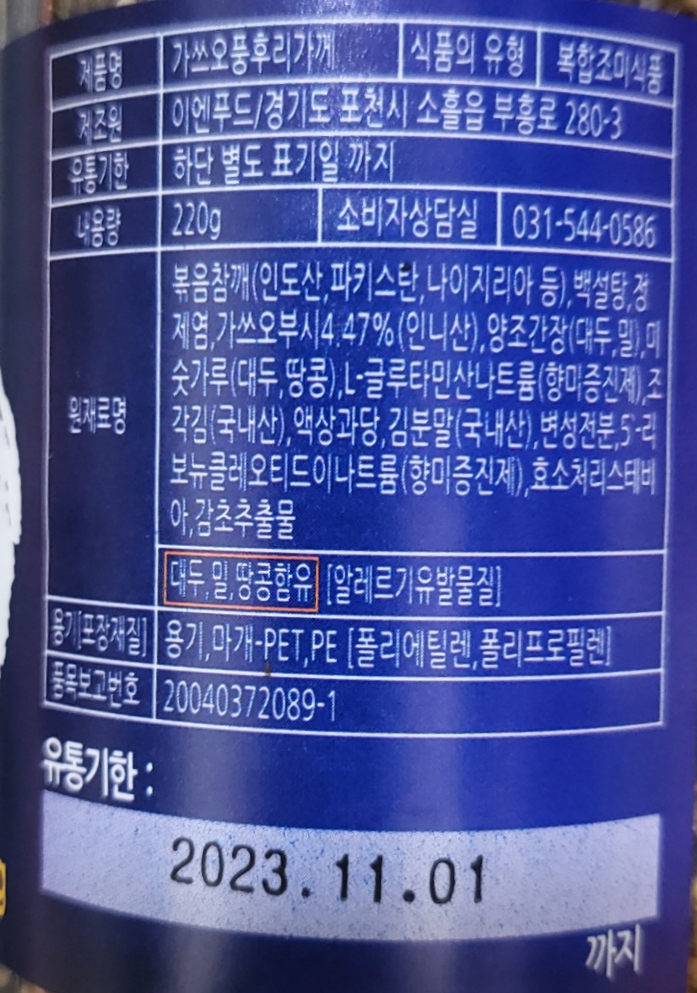 제품명 가쓰오풍후리가께 식품의 유형 복합조미식품
제조원 이엔푸드/경기도 포천시 소흘읍 부흥로 280-3
유통기한 하단 별도 표기일 까지
내용량 220g 소비자상담실 031-544-0586
원재료명
볶음참깨(인도산,파키스탄,나이지리아 등),백설탕,정
제염,가쓰오부시4.47%(인니산),양조간장(대두,밀),미
숫가루(대두,땅콩),L-글루타민산나트륨(향미증진제),조
각김(국내산),액상과당,김분말(국내산),변성전분,5'-리
보뉴클레오티드이나트륨(향미증진제),효소처리스테비
아,감초추출물
대두,밀,땅콩함유 [알레르기유발물질]
용기[포장재질] 용기,마개-PET,PE [폴리에틸렌,폴리프로필렌]
품목보고번호 20040372089-1
유통기한 :
2023.11.01
까지